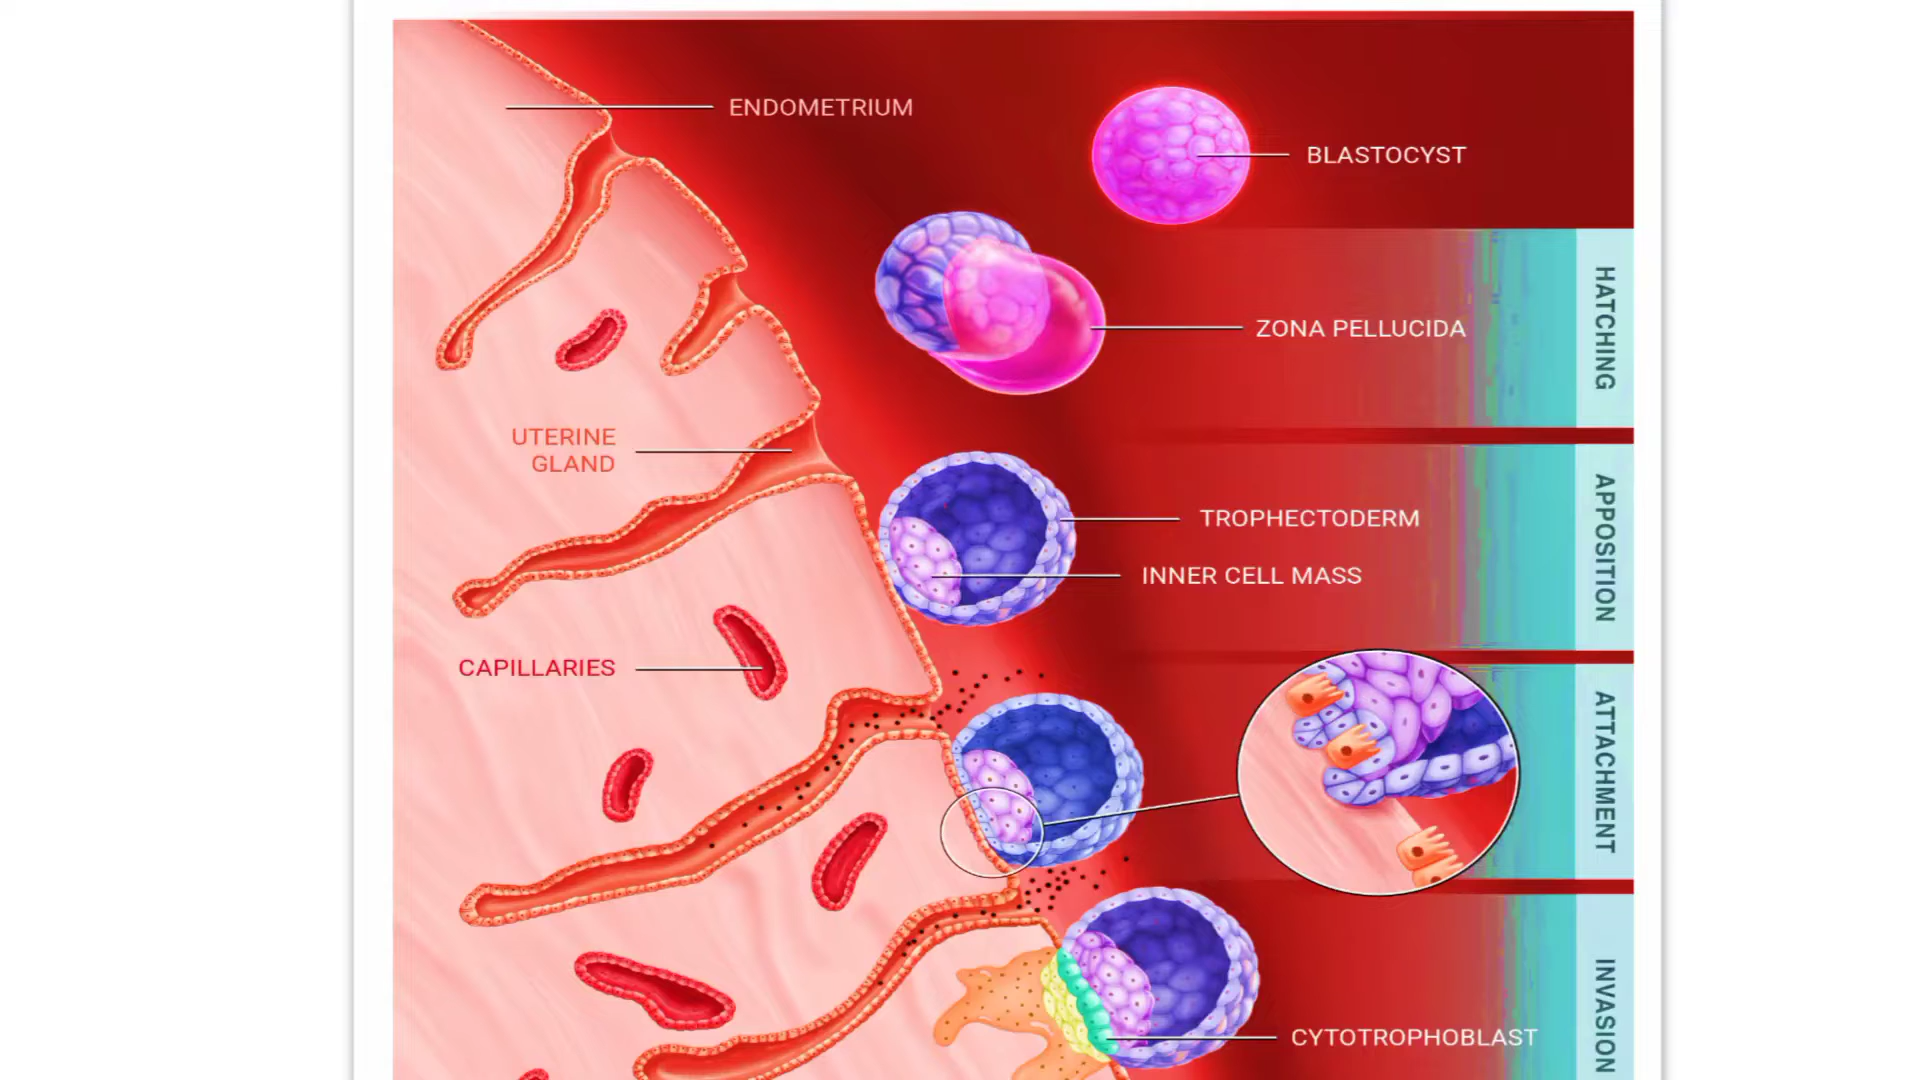 ENDOMETRIUM
BLASTOCYST
HATCHING
ZONA PELLUCIDA
UTERINE
GLAND
APPOSITION
TROPHECTODERM
INNER CELL MASS
CAPILLARIES
ATTACHMENT
INVASION
CYTOTROPHOBLAST